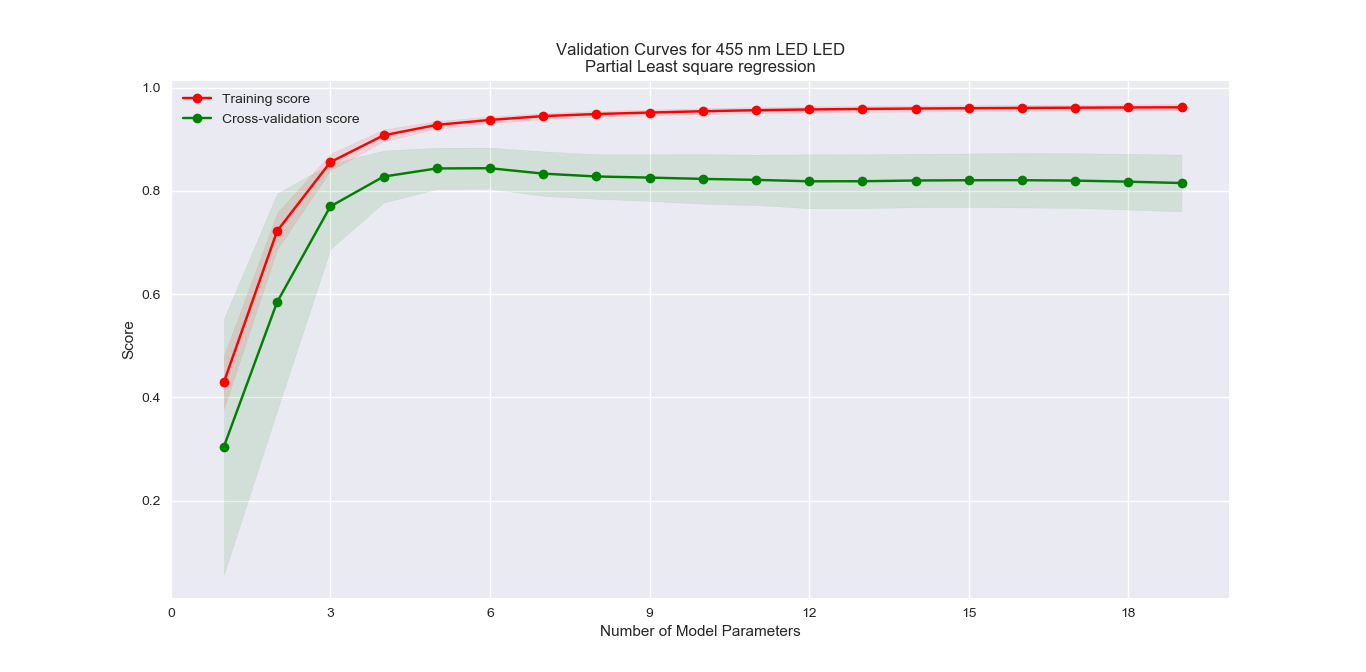 Validation Curves for 455 nm LED LED
Partial Least square regression
1.0
0.8
0.6
0.4
0.2
Score
Training score
Cross-validation score
0 3 6 9 12 15 18
Number of Model Parameters